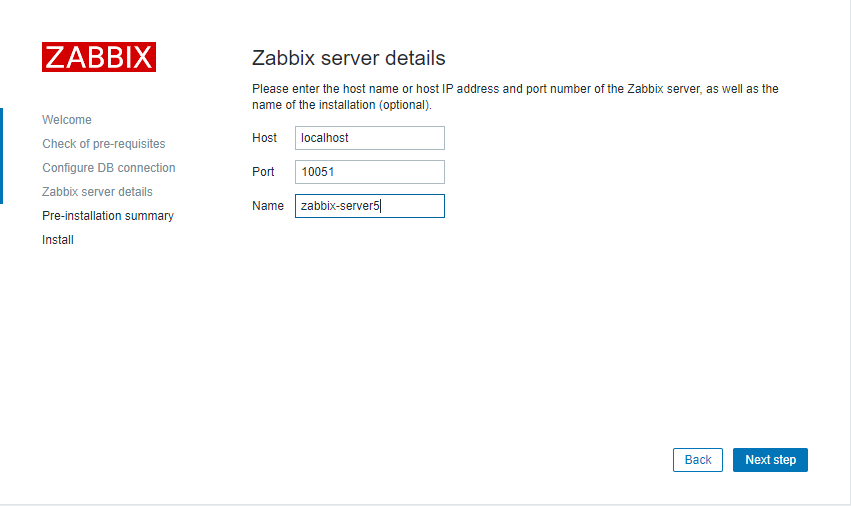 ZABBIX
Welcome
Check of pre-requisites
Configure DB connection
Zabbix server details
Pre-installation summary
Install
Zabbix server details
Please enter the host name or host IP address and port number of the Zabbix server, as well as the
name of the installation (optional).
Host localhost
Port 10051
Name zabbix-server5
Back Next step